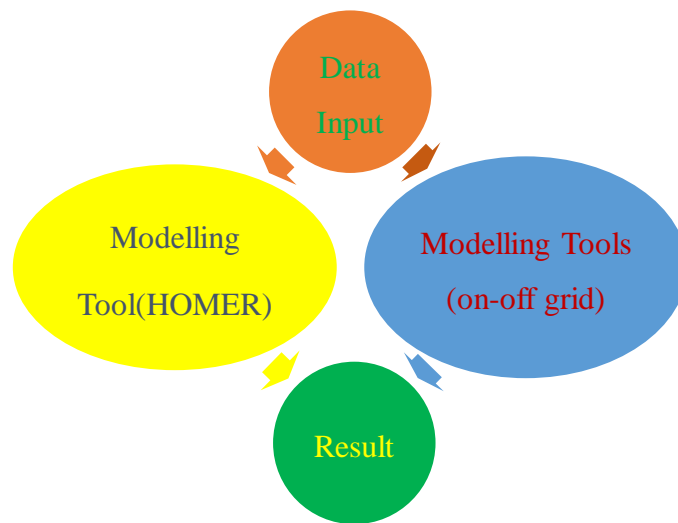 Data
Input
Modelling
Tool(HOMER)
Modelling Tools
(on-off grid)
Result